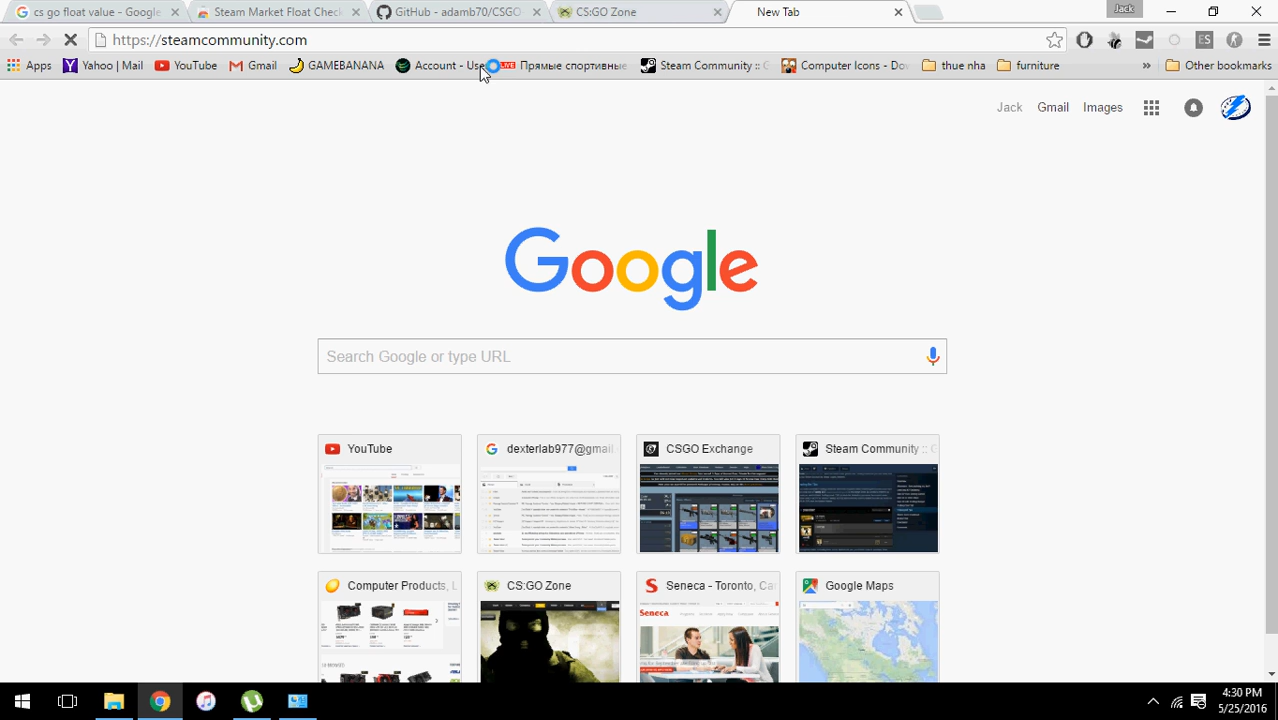 cs go float value - Google
Steam Market Float Check
GitHub - adamb70/CSGO
CS:GO Zone
New Tab
Jack
https://steamcommunity.com
Apps
Yahoo | Mail
YouTube
Gmail
GAMEBANANA
Account - Use
LIVE
Прямые спортивные
Steam Community :: G
Computer Icons - Dov
thue nha
furniture
»
Other bookmarks
Jack
Gmail
Images
Google
Search Google or type URL
YouTube
dexterlab977@gmail.
CSGO Exchange
Steam Community :: G
Computer Products, L
CS:GO Zone
Seneca - Toronto, Ca
Google Maps
4:30 PM
5/25/2016